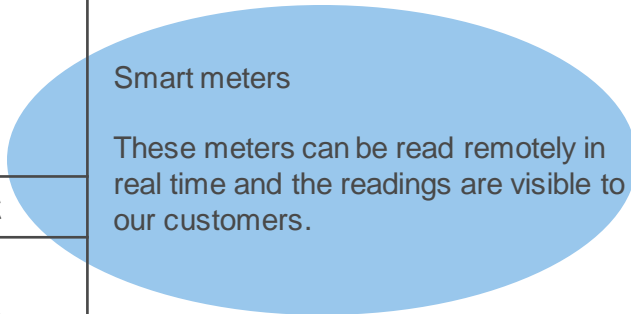 Smart meters
These meters can be read remotely in
real time and the readings are visible to
our customers.